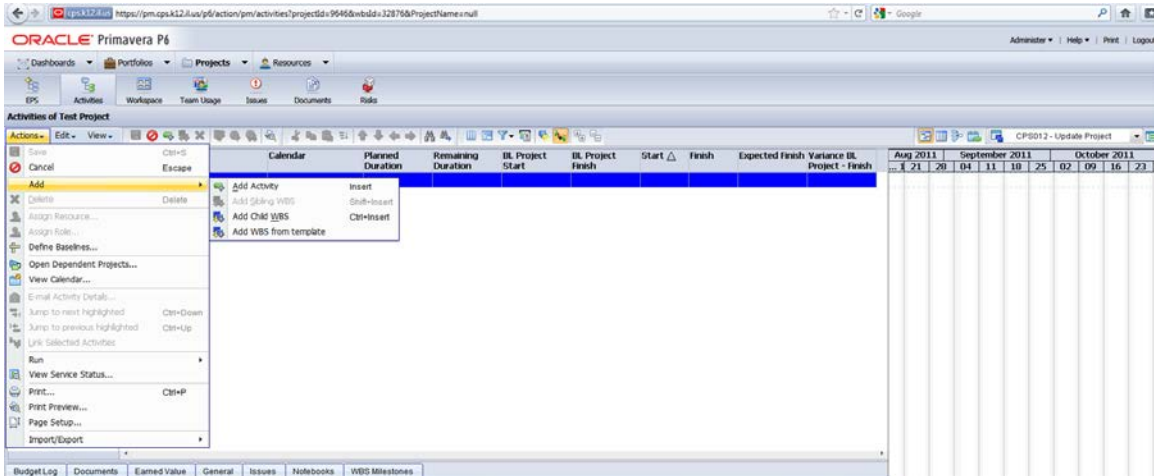 cps.k12.il.us https://pm.cps.k12.il.us/p6/action/pm/activities?projectId=9646&wbsId=32876&ProjectName=null Google
ORACLE Primavera P6 Administer Help Print Logout
Dashboards Portfolios Projects Resources
EPS Activities Workspace Team Usage Issues Documents Risks
Activities of Test Project
Actions Edit View CPS012 - Update Project
Calendar Planned Duration Remaining Duration BL Project Start BL Project Finish Start Finish Expected Finish Variance BL Project - Finish
Aug 2011 September 2011 October 2011
21 28 04 11 18 25 02 09 16 23
Save Ctrl+S
Cancel Escape
Add
Delete Delete
Assign Resource...
Assign Role...
Define Baselines...
Open Dependent Projects...
View Calendar...
E-mail Activity Details...
Jump to next highlighted Ctrl+Down
Jump to previous highlighted Ctrl+Up
Link Selected Activities
Run
View Service Status...
Print... Ctrl+P
Print Preview...
Page Setup...
Import/Export
Add Activity Insert
Add Sibling WBS Shift+Insert
Add Child WBS Ctrl+Insert
Add WBS from template
Budget Log Documents Earned Value General Issues Notebooks WBS Milestones